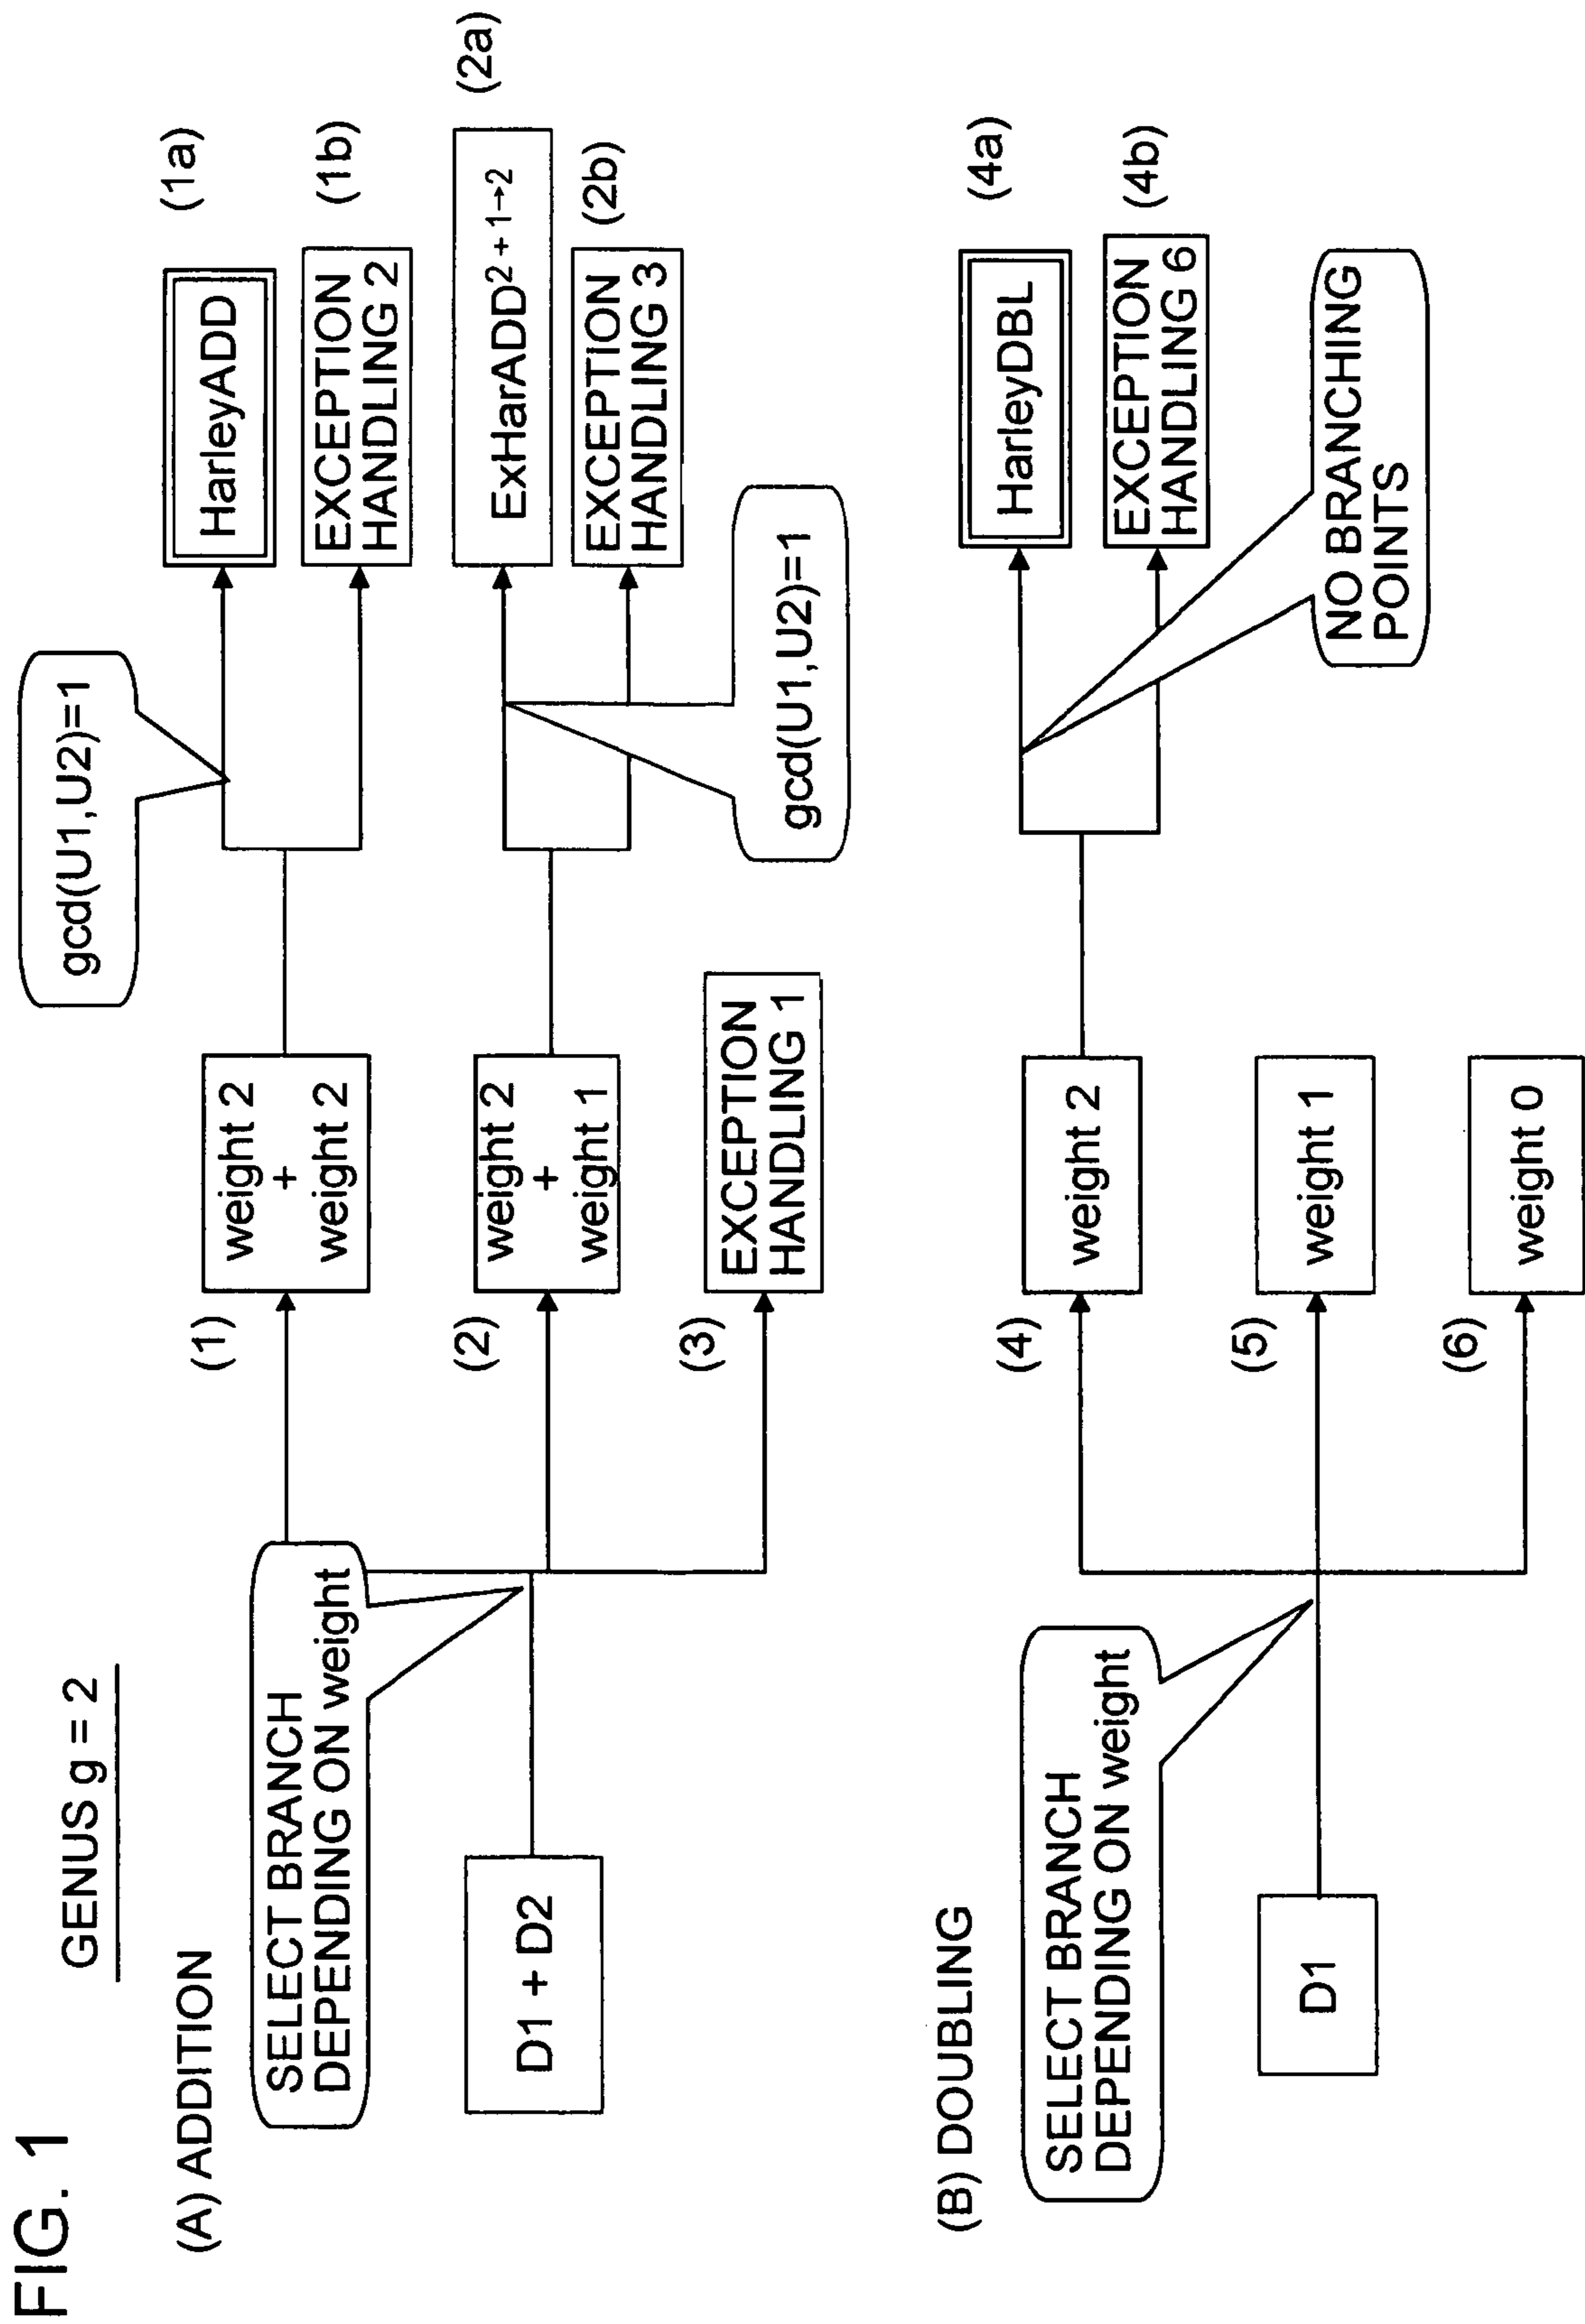 FIG. 1
GENUS g = 2
(A) ADDITION
SELECT BRANCH
DEPENDING ON weight
D1 + D2
(1)
weight 2
+
weight 2
gcd(U1,U2)=1
HarleyADD
(1a)
EXCEPTION
HANDLING 2
(1b)
(2)
weight 2
+
weight 1
ExHarADD2 + 1→2
(2a)
EXCEPTION
HANDLING 3
(2b)
gcd(U1,U2)=1
(3)
EXCEPTION
HANDLING 1
(B) DOUBLING
SELECT BRANCH
DEPENDING ON weight
D1
(4)
weight 2
HarleyDBL
(4a)
EXCEPTION
HANDLING 6
(4b)
NO BRANCHING
POINTS
(5)
weight 1
(6)
weight 0